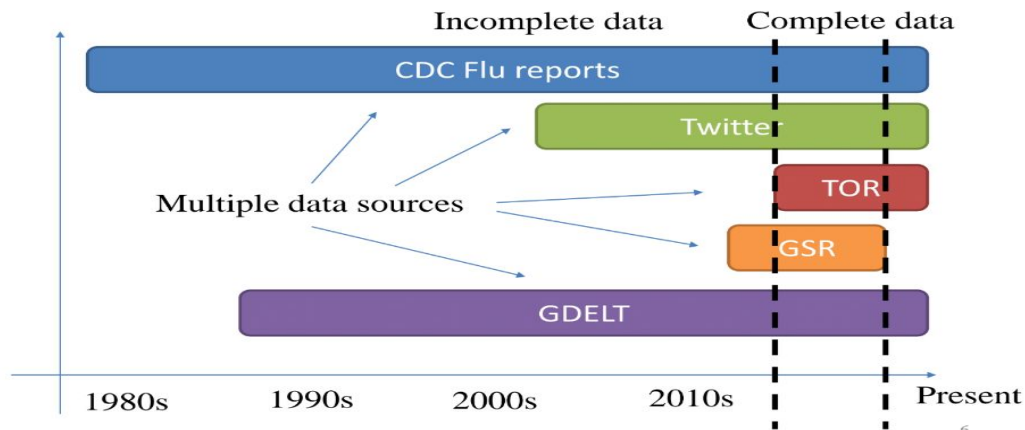 Incomplete data
Complete data
CDC Flu reports
Twitter
TOR
Multiple data sources
GSR
GDELT
1980s
1990s
2000s
2010s
Present